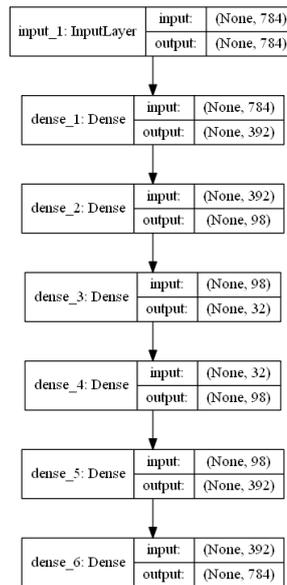 input_1: InputLayer input: (None, 784)
output: (None, 784)
dense_1: Dense input: (None, 784)
output: (None, 392)
dense_2: Dense input: (None, 392)
output: (None, 98)
dense_3: Dense input: (None, 98)
output: (None, 32)
dense_4: Dense input: (None, 32)
output: (None, 98)
dense_5: Dense input: (None, 98)
output: (None, 392)
dense_6: Dense input: (None, 392)
output: (None, 784)